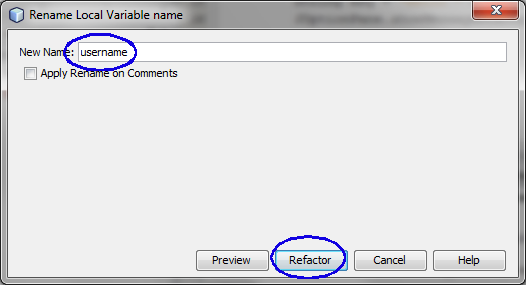 Rename Local Variable name
New Name: username
Apply Rename on Comments
Preview Refactor Cancel Help